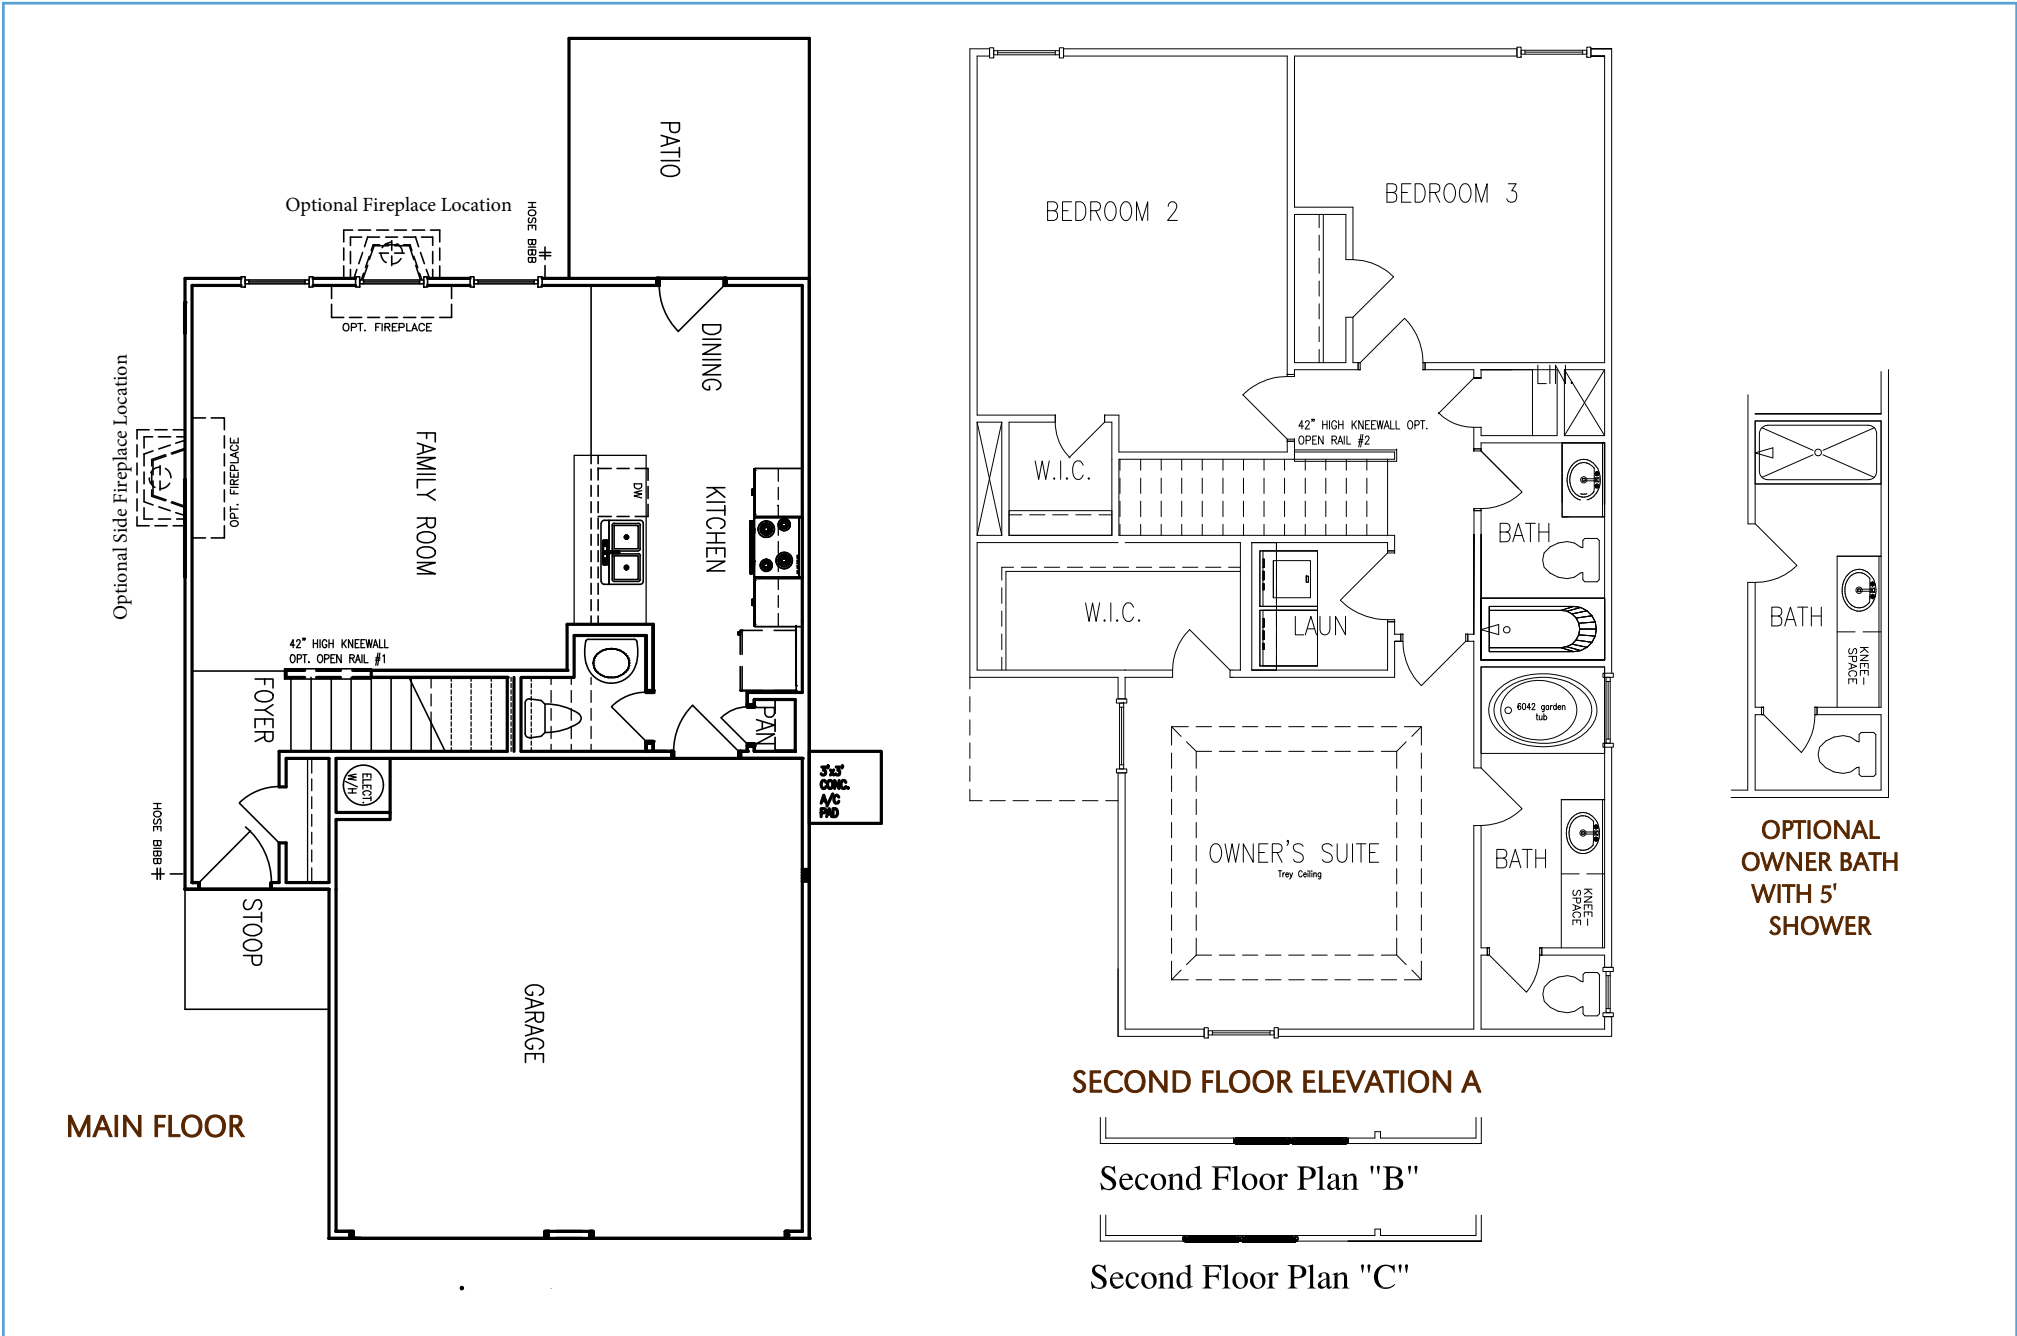 PATIO
Optional Fireplace Location
HOSE BIBB
OPT. FIREPLACE
DINING
Optional Side Fireplace Location
OPT. FIREPLACE
FAMILY ROOM
DW
KITCHEN
42" HIGH KNEEWALL
OPT. OPEN RAIL #1
FOYER
PAN
ELECT.
W/H
3'x3'
CONC.
A/C
PAD
HOSE BIBB
STOOP
GARAGE
MAIN FLOOR
BEDROOM 2
BEDROOM 3
LIN.
42" HIGH KNEEWALL OPT.
OPEN RAIL #2
W.I.C.
BATH
W.I.C.
LAUN
6042 garden
tub
OWNER'S SUITE
Trey Ceiling
BATH
KNEE-
SPACE
SECOND FLOOR ELEVATION A
Second Floor Plan "B"
Second Floor Plan "C"
BATH
KNEE-
SPACE
OPTIONAL
OWNER BATH
WITH 5'
SHOWER